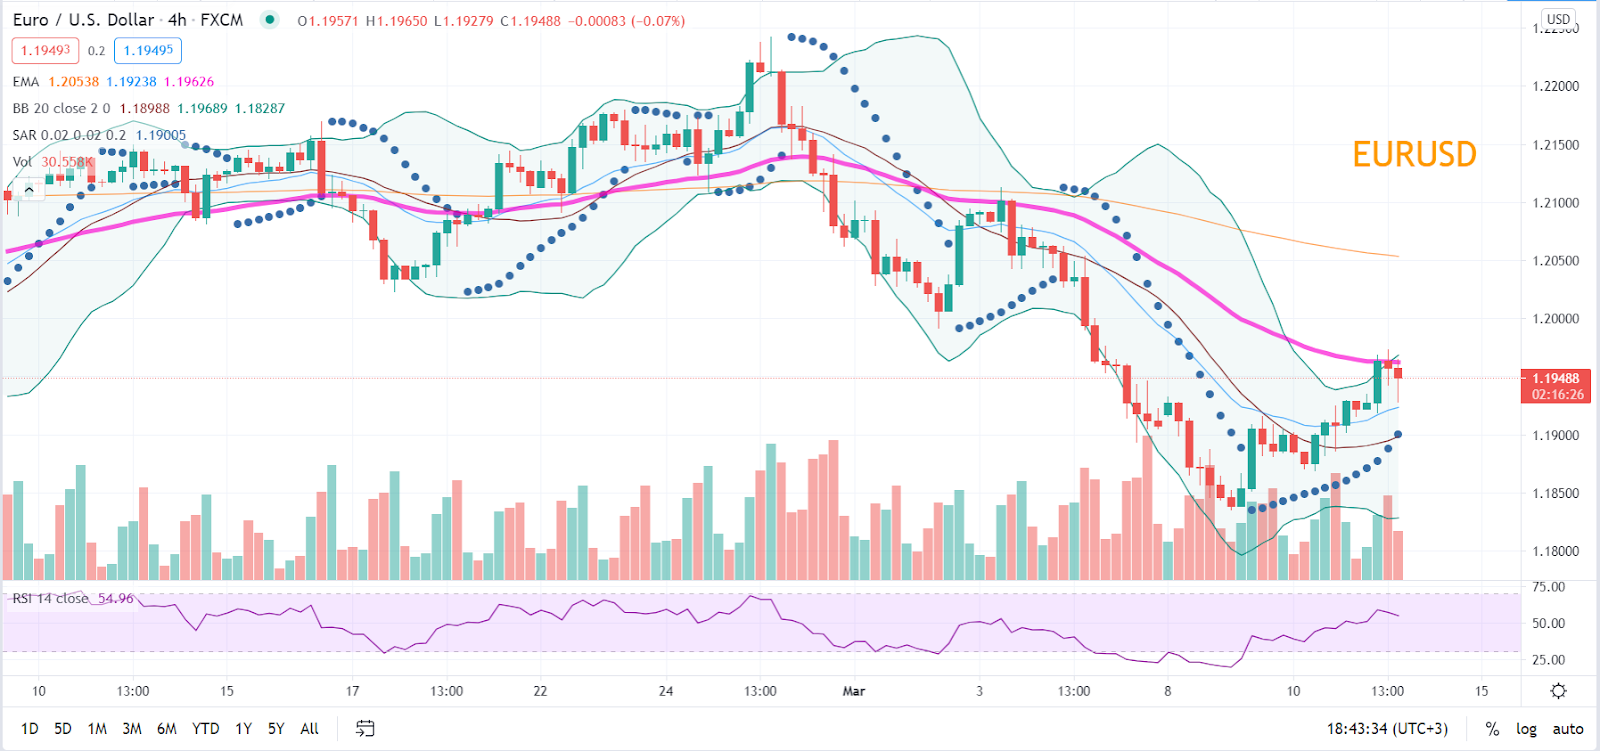 Euro / U.S. Dollar · 4h · FXCM O1.19571 H1.19650 L1.19279 C1.19488 −0.00083 (−0.07%)
USD
1.19493 0.2 1.19495
EMA 1.20538 1.19238 1.19626
BB 20 close 2 0 1.18988 1.19689 1.18287
SAR 0.02 0.02 0.2 1.19005
Vol 30.558K
EURUSD
1.22500
1.22000
1.21500
1.21000
1.20500
1.20000
1.19488
02:16:26
1.19000
1.18500
1.18000
RSI 14 close 54.96
75.00
50.00
25.00
10 13:00 15 17 13:00 22 24 13:00 Mar 3 13:00 8 10 13:00 15
1D 5D 1M 3M 6M YTD 1Y 5Y All 18:43:34 (UTC+3) % log auto